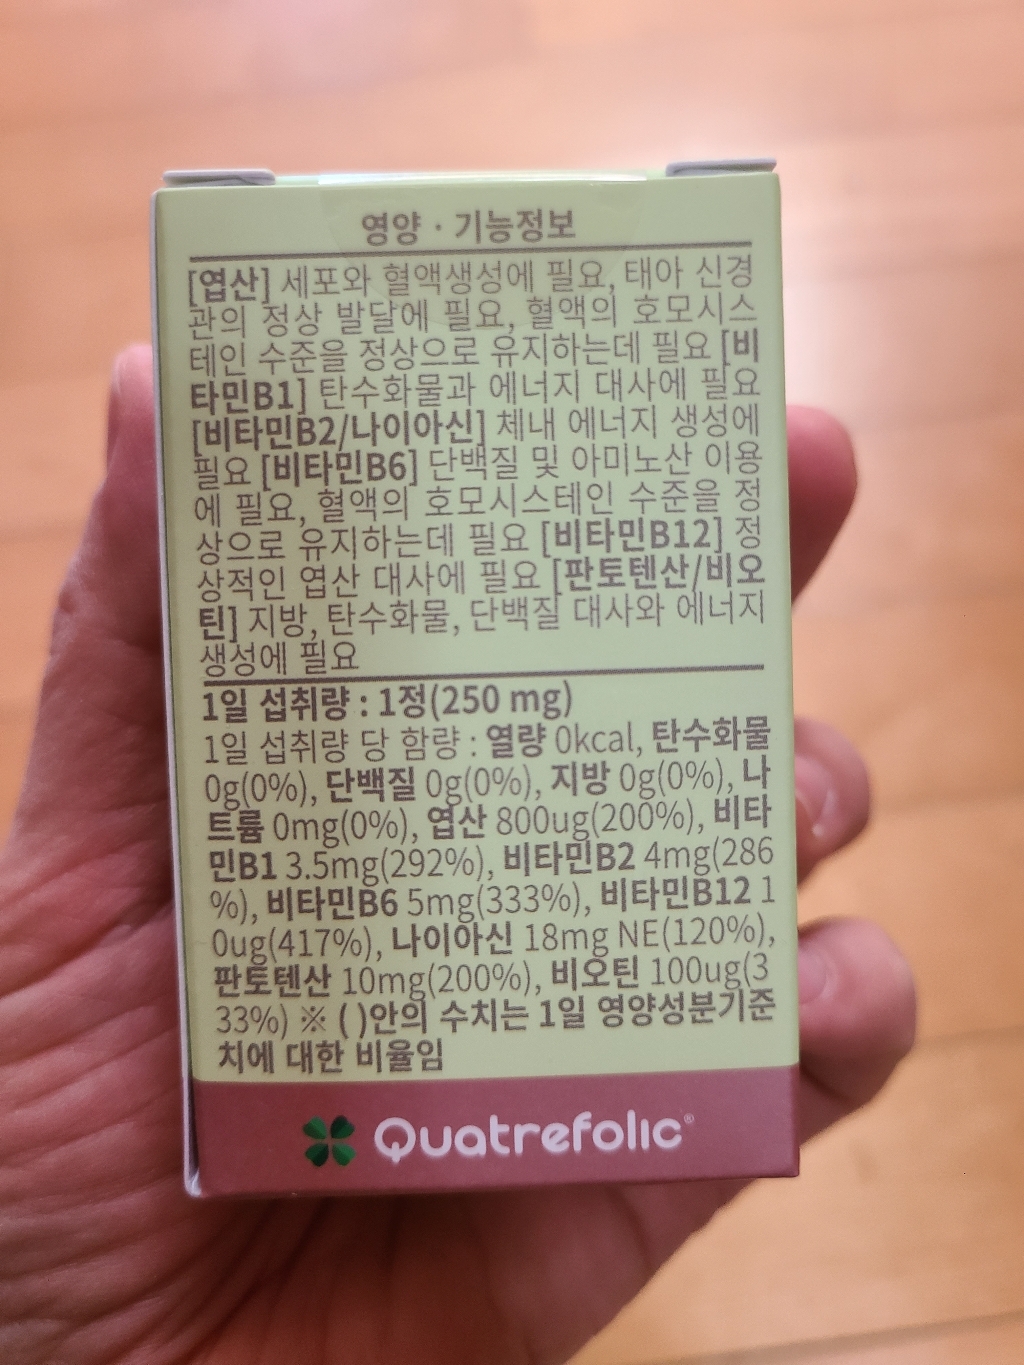 영양 · 기능정보
[엽산] 세포와 혈액생성에 필요, 태아 신경
관의 정상 발달에 필요, 혈액의 호모시스
테인 수준을 정상으로 유지하는데 필요 [비
타민B1] 탄수화물과 에너지 대사에 필요
[비타민B2/나이아신] 체내 에너지 생성에
필요 [비타민B6] 단백질 및 아미노산 이용
에 필요, 혈액의 호모시스테인 수준을 정
상으로 유지하는데 필요 [비타민B12] 정
상적인 엽산 대사에 필요 [판토텐산/비오
틴] 지방, 탄수화물, 단백질 대사와 에너지
생성에 필요
1일 섭취량 : 1정(250 mg)
1일 섭취량 당 함량 : 열량 0kcal, 탄수화물
0g(0%), 단백질 0g(0%), 지방 0g(0%), 나
트륨 0mg(0%), 엽산 800ug(200%), 비타
민B1 3.5mg(292%), 비타민B2 4mg(286
%), 비타민B6 5mg(333%), 비타민B12 1
0ug(417%), 나이아신 18mg NE(120%),
판토텐산 10mg(200%), 비오틴 100ug(3
33%) ※ ( )안의 수치는 1일 영양성분기준
치에 대한 비율임
Quatrefolic®